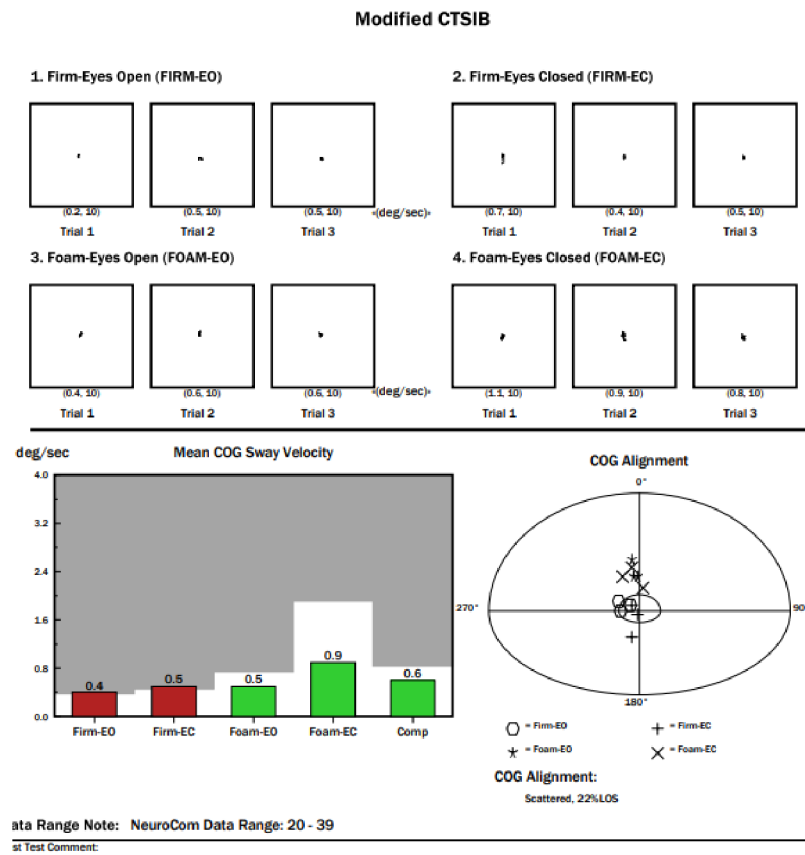 Modified CTSIB
1. Firm-Eyes Open (FIRM-EO)
2. Firm-Eyes Closed (FIRM-EC)
(0.2, 10) (0.5, 10) (0.5, 10) «(deg/sec)» (0.7, 10) (0.4, 10) (0.5, 10)
Trial 1 Trial 2 Trial 3 Trial 1 Trial 2 Trial 3
3. Foam-Eyes Open (FOAM-EO)
4. Foam-Eyes Closed (FOAM-EC)
(0.4, 10) (0.6, 10) (0.6, 10) «(deg/sec)» (1.1, 10) (0.9, 10) (0.8, 10)
Trial 1 Trial 2 Trial 3 Trial 1 Trial 2 Trial 3
deg/sec Mean COG Sway Velocity
4.0
3.2
2.4
1.6
0.8
0.0
0.4 0.5 0.5 0.9 0.6
Firm-EO Firm-EC Foam-EO Foam-EC Comp
COG Alignment
0°
270° 90
180°
= Firm-EO = Firm-EC
= Foam-EO = Foam-EC
COG Alignment:
Scattered, 22%LOS
ata Range Note: NeuroCom Data Range: 20 - 39
st Test Comment: